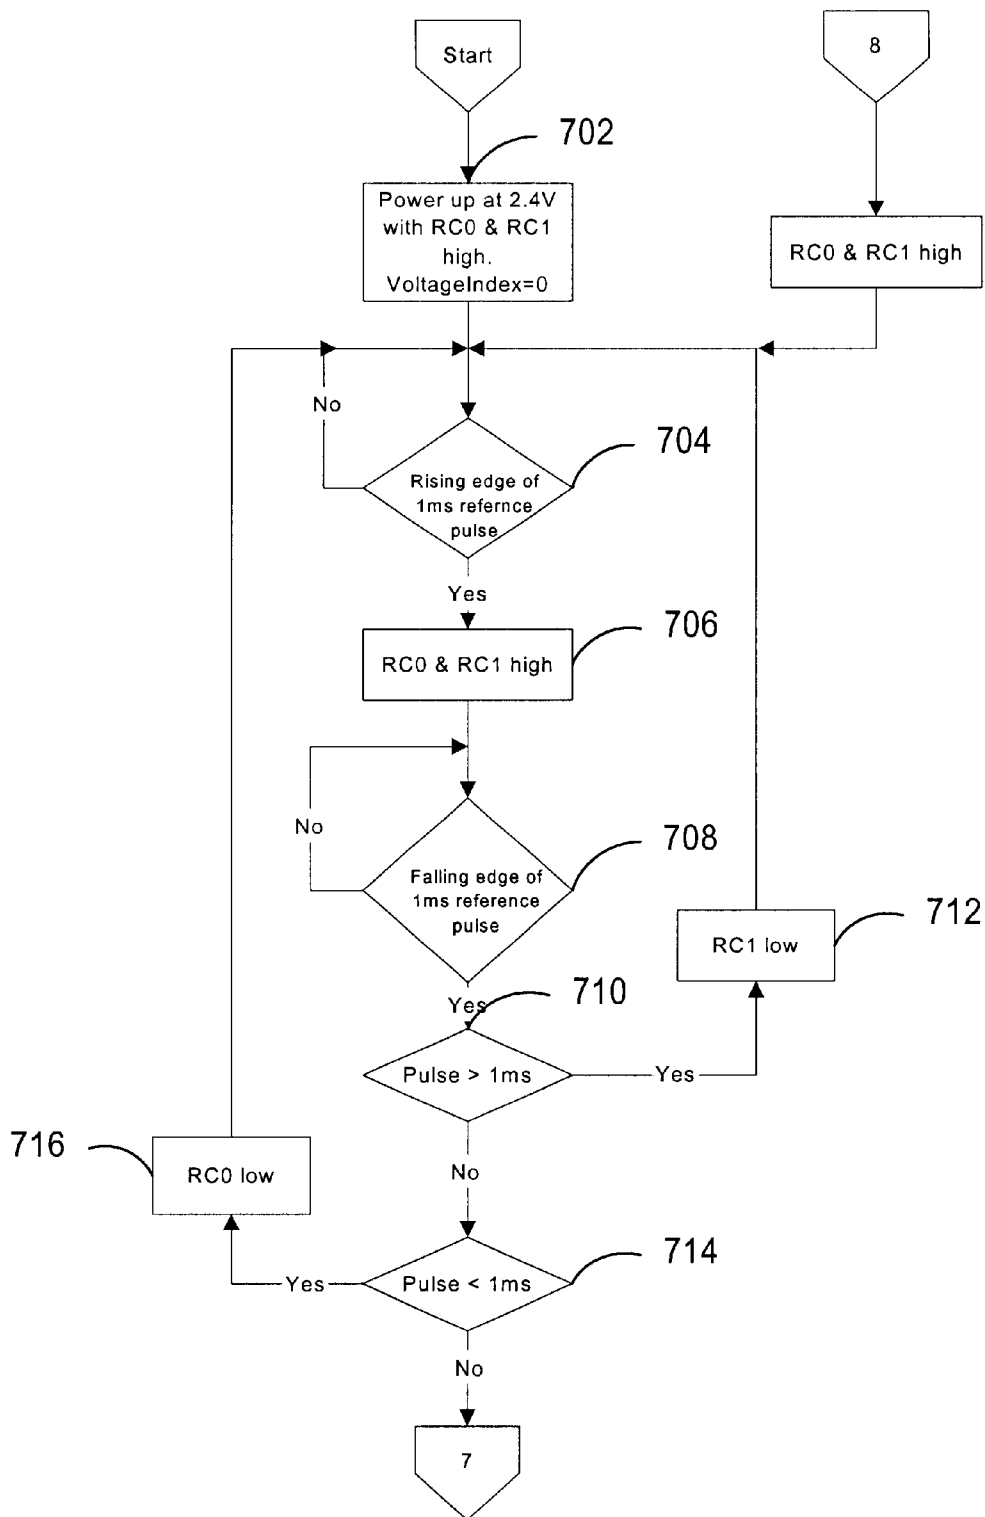 Start
8
702
Power up at 2.4V
with RC0 & RC1
high.
VoltageIndex=0
RC0 & RC1 high
No
704
Rising edge of
1ms refernce
pulse
Yes
706
RC0 & RC1 high
No
708
Falling edge of
1ms reference
pulse
712
RC1 low
Yes
710
Pulse > 1ms
Yes
716
RC0 low
No
714
Pulse < 1ms
Yes
No
7